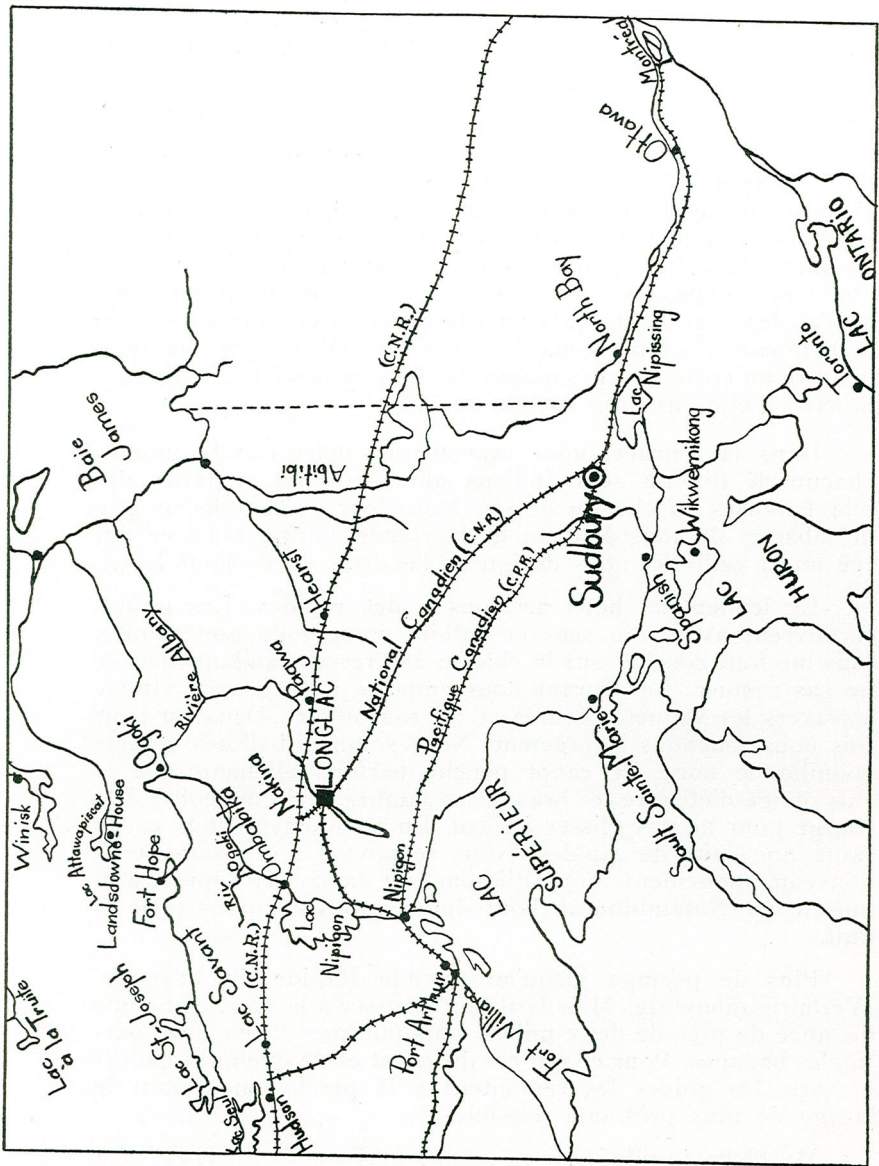 Winisk
Lac
à la Truite
Lac Attawapiscat
Landsdowne-House
Fort Hope
Lac St-Joseph
Lac Seul
Hudson
Lac Savant
(C.N.R.)
Ogoki
Rivière Albany
Riv. Ogoki
Ombabika
Nakina
LONGLAC
Pagwa
Hearst
Abitibi
Baie
James
(C.N.R.)
Lac
Nipigon
Nipigon
Port Arthur
Fort William
National Canadien (C.N.R)
Pacifique Canadien (C.N.R.)
LAC
SUPERIEUR
Sault Sainte Marie
Sudbury
Spanish
Wikwemikong
LAC
HURON
North Bay
Lac
Nipissing
Ottawa
Montréal
Toronto
LAC
ONTARIO